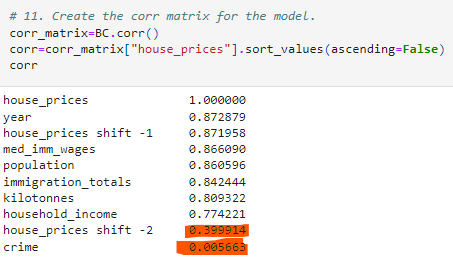 # 11. Create the corr matrix for the model.
corr_matrix=BC.corr()
corr=corr_matrix["house_prices"].sort_values(ascending=False)
corr
house_prices 1.000000
year 0.872879
house_prices shift -1 0.871958
med_imm_wages 0.866090
population 0.860596
immigration_totals 0.842444
kilotonnes 0.809322
household_income 0.774221
house_prices shift -2 0.399914
crime 0.005663